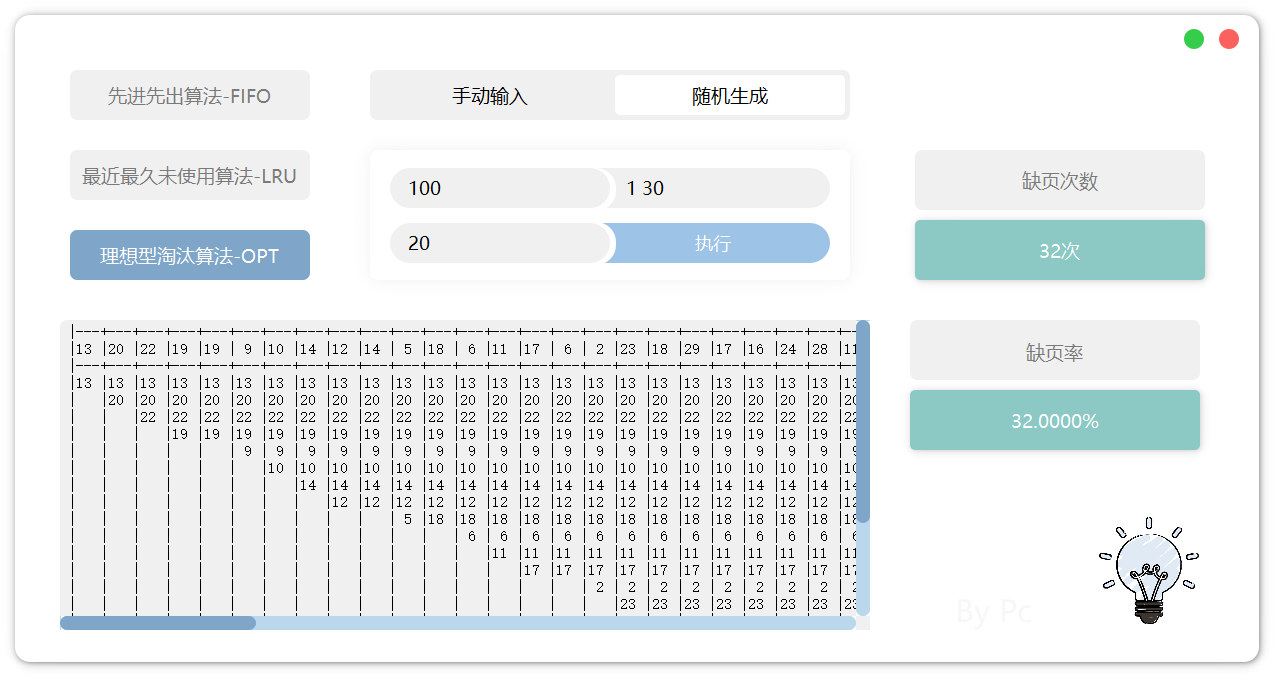 先进先出算法-FIFO
手动输入
随机生成
最近最久未使用算法-LRU
100
1 30
缺页次数
理想型淘汰算法-OPT
20
执行
32次
|---+---+---+---+---+---+---+---+---+---+---+---+---+---+---+---+---+---+---+---+---+---+---+---+---
|13 |20 |22 |19 |19 | 9 |10 |14 |12 |14 | 5 |18 | 6 |11 |17 | 6 | 2 |23 |18 |29 |17 |16 |24 |28 |11
|---+---+---+---+---+---+---+---+---+---+---+---+---+---+---+---+---+---+---+---+---+---+---+---+---
|13 |13 |13 |13 |13 |13 |13 |13 |13 |13 |13 |13 |13 |13 |13 |13 |13 |13 |13 |13 |13 |13 |13 |13 |13
|   |20 |20 |20 |20 |20 |20 |20 |20 |20 |20 |20 |20 |20 |20 |20 |20 |20 |20 |20 |20 |20 |20 |20 |20
|   |   |22 |22 |22 |22 |22 |22 |22 |22 |22 |22 |22 |22 |22 |22 |22 |22 |22 |22 |22 |22 |22 |22 |22
|   |   |   |19 |19 |19 |19 |19 |19 |19 |19 |19 |19 |19 |19 |19 |19 |19 |19 |19 |19 |19 |19 |19 |19
|   |   |   |   |   | 9 | 9 | 9 | 9 | 9 | 9 | 9 | 9 | 9 | 9 | 9 | 9 | 9 | 9 | 9 | 9 | 9 | 9 | 9 | 9
|   |   |   |   |   |   |10 |10 |10 |10 |10 |10 |10 |10 |10 |10 |10 |10 |10 |10 |10 |10 |10 |10 |10
|   |   |   |   |   |   |   |14 |14 |14 |14 |14 |14 |14 |14 |14 |14 |14 |14 |14 |14 |14 |14 |14 |14
|   |   |   |   |   |   |   |   |12 |12 |12 |12 |12 |12 |12 |12 |12 |12 |12 |12 |12 |12 |12 |12 |12
|   |   |   |   |   |   |   |   |   |   | 5 |18 |18 |18 |18 |18 |18 |18 |18 |18 |18 |18 |18 |18 |18
|   |   |   |   |   |   |   |   |   |   |   |   | 6 | 6 | 6 | 6 | 6 | 6 | 6 | 6 | 6 | 6 | 6 | 6 | 6
|   |   |   |   |   |   |   |   |   |   |   |   |   |11 |11 |11 |11 |11 |11 |11 |11 |11 |11 |11 |11
|   |   |   |   |   |   |   |   |   |   |   |   |   |   |17 |17 |17 |17 |17 |17 |17 |17 |17 |17 |17
|   |   |   |   |   |   |   |   |   |   |   |   |   |   |   |   | 2 | 2 | 2 | 2 | 2 | 2 | 2 | 2 | 2
|   |   |   |   |   |   |   |   |   |   |   |   |   |   |   |   |   |23 |23 |23 |23 |23 |23 |23 |23
缺页率
32.0000%
By Pc